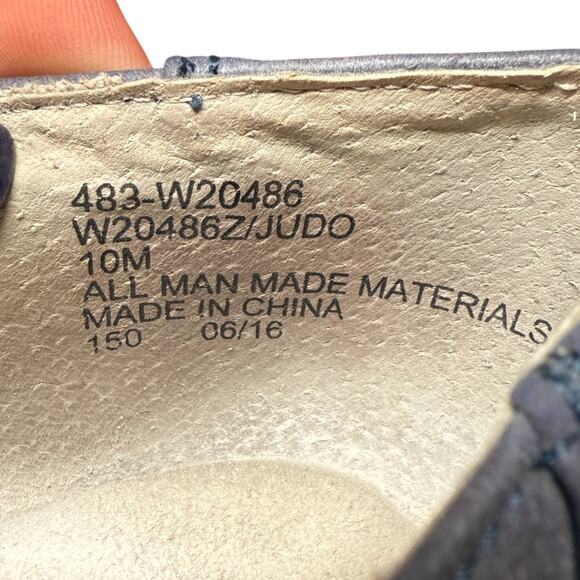 483-W20486
W20486Z/JUDO
10M
ALL MAN MADE MATERIALS
MADE IN CHINA
150 06/16